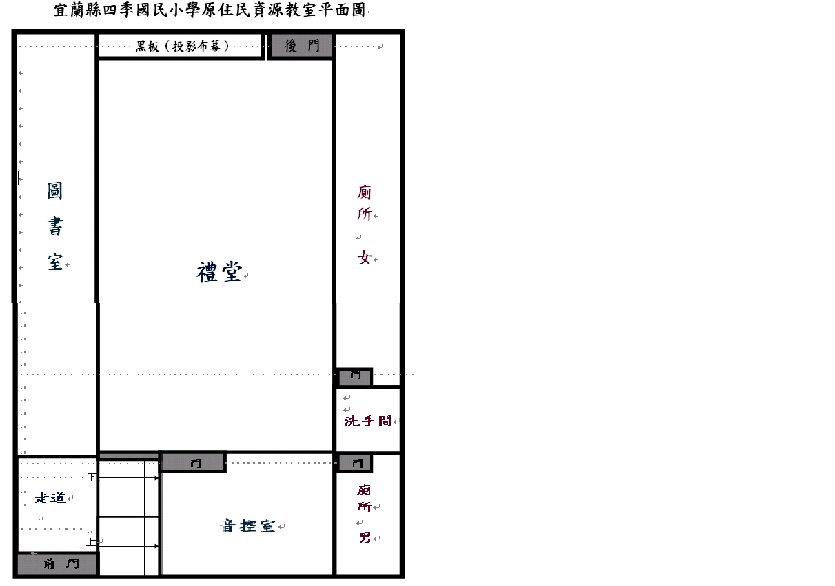 宜蘭縣四季國民小學原住民資源教室平面圖
黑板（投影布幕）
後 門
圖書室
禮堂
廁所 女
門
洗手間
門
門
下
走道
上
音控室
廁所 男
前 門